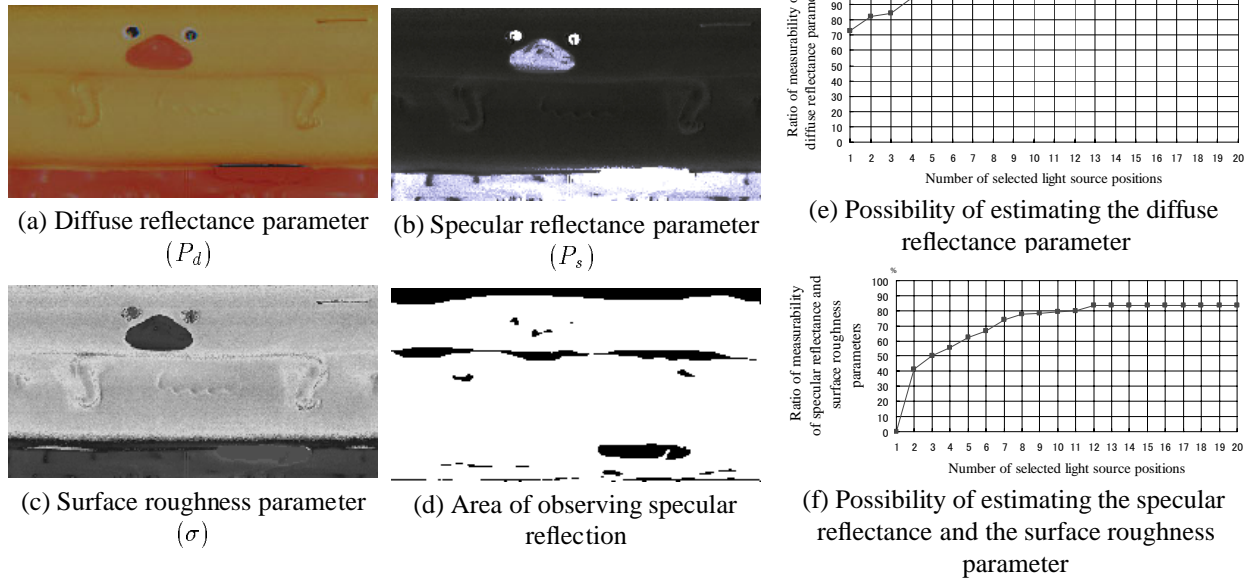 (a) Diffuse reflectance parameter
(P_d)
(b) Specular reflectance parameter
(P_s)
Ratio of measurability
diffuse reflectance
90
80
70
60
50
40
30
20
10
0
1 2 3 4 5 6 7 8 9 10 11 12 13 14 15 16 17 18 19 20
Number of selected light source positions
(e) Possibility of estimating the diffuse
reflectance parameter
(c) Surface roughness parameter
(σ)
(d) Area of observing specular
reflection
%
Ratio of measurability
of specular reflectance and
surface roughness
parameters
100
90
80
70
60
50
40
30
20
10
0
1 2 3 4 5 6 7 8 9 10 11 12 13 14 15 16 17 18 19 20
Number of selected light source positions
(f) Possibility of estimating the specular
reflectance and the surface roughness
parameter